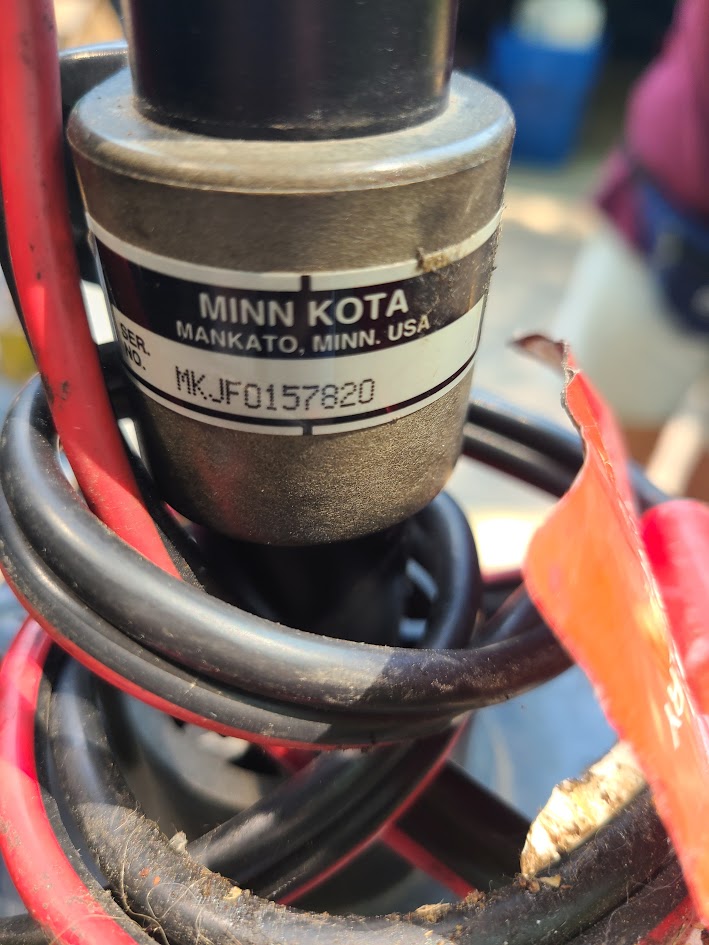 MINN KOTA
MANKATO, MINN. USA
SER.
NO.
MKJF0157820